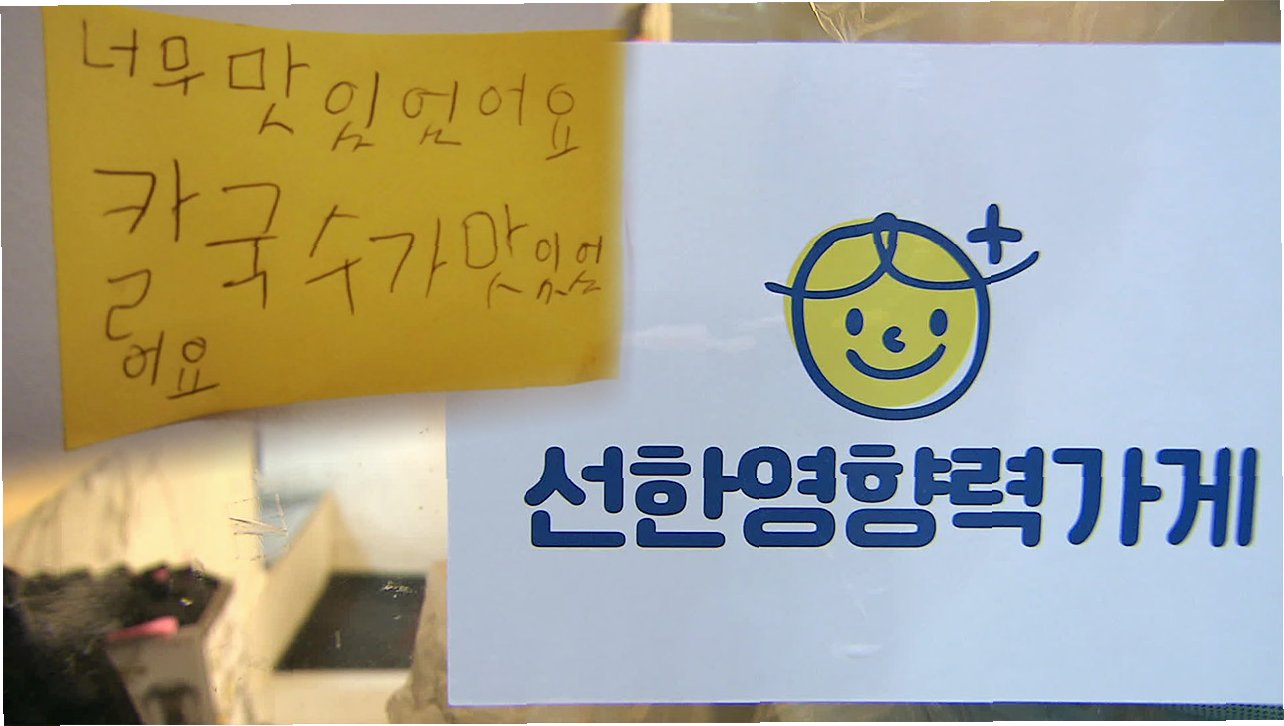 너무 맛있었어요
칼국수가 맛있었
어요
선한영향력가게